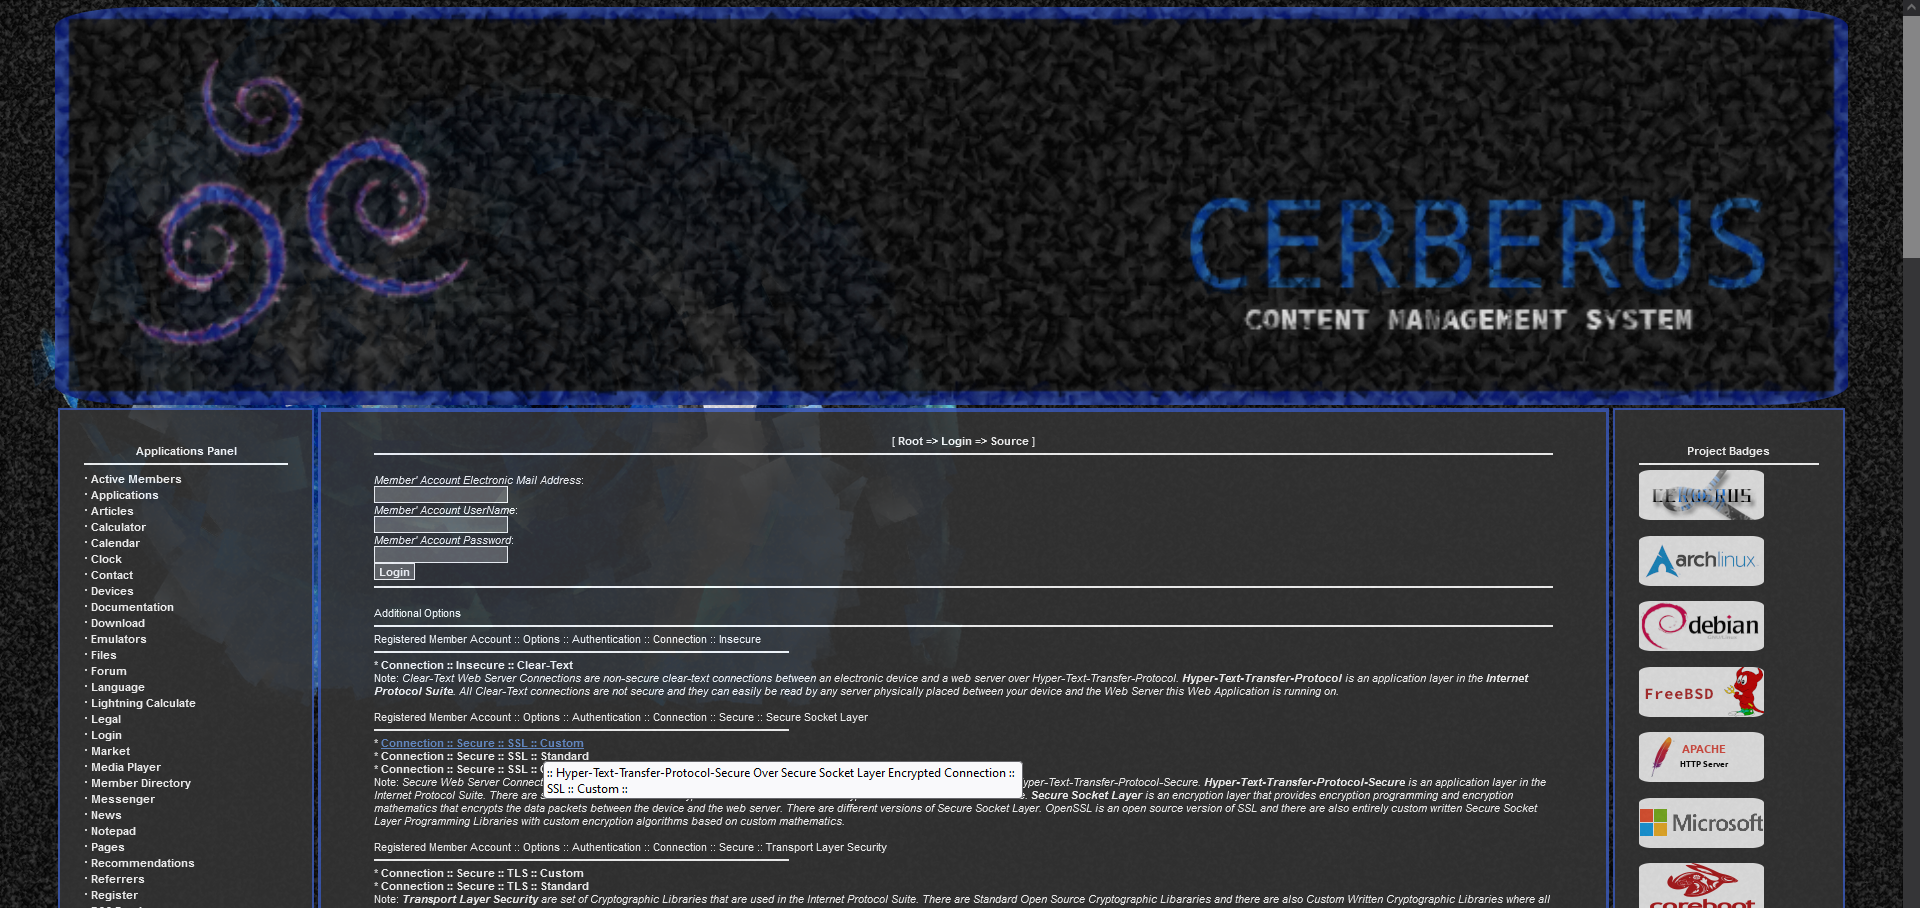 CERBERUS
CONTENT MANAGEMENT SYSTEM
[ Root => Login => Source ]
Applications Panel
· Active Members
· Applications
· Articles
· Calculator
· Calendar
· Clock
· Contact
· Devices
· Documentation
· Download
· Emulators
· Files
· Forum
· Language
· Lightning Calculate
· Legal
· Login
· Market
· Media Player
· Member Directory
· Messenger
· News
· Notepad
· Pages
· Recommendations
· Referrers
· Register
Member' Account Electronic Mail Address:
Member' Account UserName:
Member' Account Password:
Login
Additional Options
Registered Member Account :: Options :: Authentication :: Connection :: Insecure
* Connection :: Insecure :: Clear-Text
Note: Clear-Text Web Server Connections are non-secure clear-text connections between an electronic device and a web server over Hyper-Text-Transfer-Protocol. Hyper-Text-Transfer-Protocol is an application layer in the Internet
Protocol Suite. All Clear-Text connections are not secure and they can easily be read by any server physically placed between your device and the Web Server this Web Application is running on.
Registered Member Account :: Options :: Authentication :: Connection :: Secure :: Secure Socket Layer
* Connection :: Secure :: SSL :: Custom
* Connection :: Secure :: SSL :: Standard
* Connection :: Secure :: SSL ::
:: Hyper-Text-Transfer-Protocol-Secure Over Secure Socket Layer Encrypted Connection ::
SSL :: Custom ::
Note: Secure Web Server Hyper-Text-Transfer-Protocol-Secure. Hyper-Text-Transfer-Protocol-Secure is an application layer in the
Internet Protocol Suite. There are Secure Socket Layer is an encryption layer that provides encryption programming and encryption
mathematics that encrypts the data packets between the device and the web server. There are different versions of Secure Socket Layer. OpenSSL is an open source version of SSL and there are also entirely custom written Secure Socket
Layer Programming Libraries with custom encryption algorithms based on custom mathematics.
Registered Member Account :: Options :: Authentication :: Connection :: Secure :: Transport Layer Security
* Connection :: Secure :: TLS :: Custom
* Connection :: Secure :: TLS :: Standard
Note: Transport Layer Security are set of Cryptographic Libraries that are used in the Internet Protocol Suite. There are Standard Open Source Cryptographic Libararies and there are also Custom Written Cryptographic Libraries where all
Project Badges
CERBERUS
archlinux
debian
FreeBSD
APACHE
HTTP Server
Microsoft
coreboot